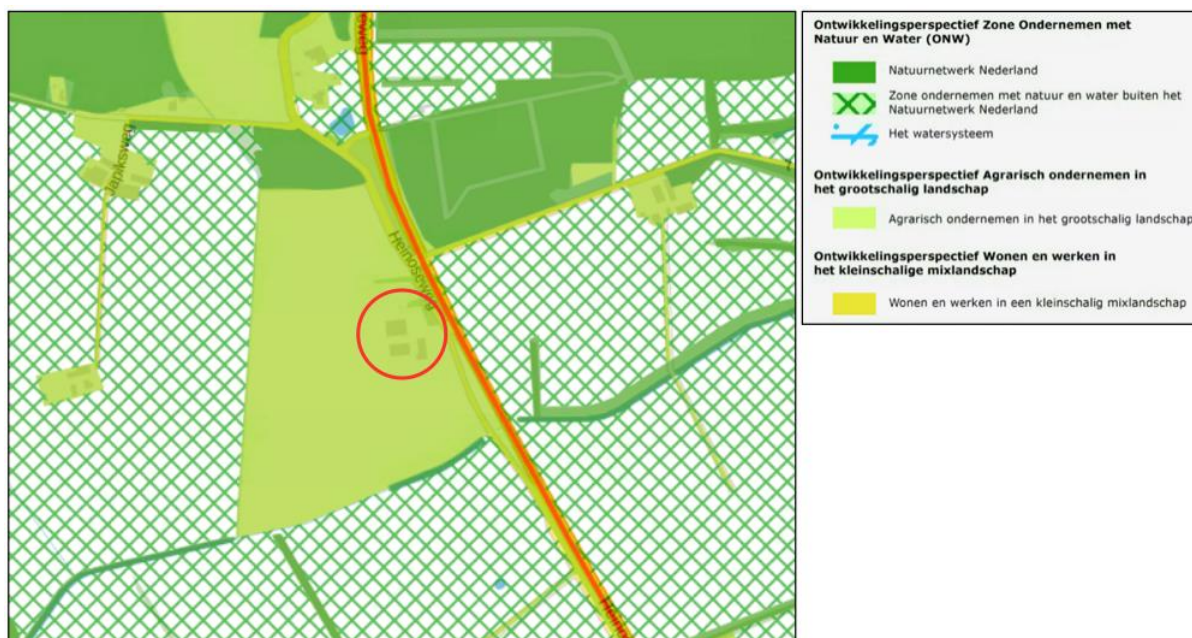 Japiksweg
Heinoseweg
Ontwikkelingsperspectief Zone Ondernemen met
Natuur en Water (ONW)
Natuurnetwerk Nederland
Zone ondernemen met natuur en water buiten het
Natuurnetwerk Nederland
Het watersysteem
Ontwikkelingsperspectief Agrarisch ondernemen in
het grootschalig landschap
Agrarisch ondernemen in het grootschalig landschap
Ontwikkelingsperspectief Wonen en werken in
het kleinschalige mixlandschap
Wonen en werken in een kleinschalig mixlandschap